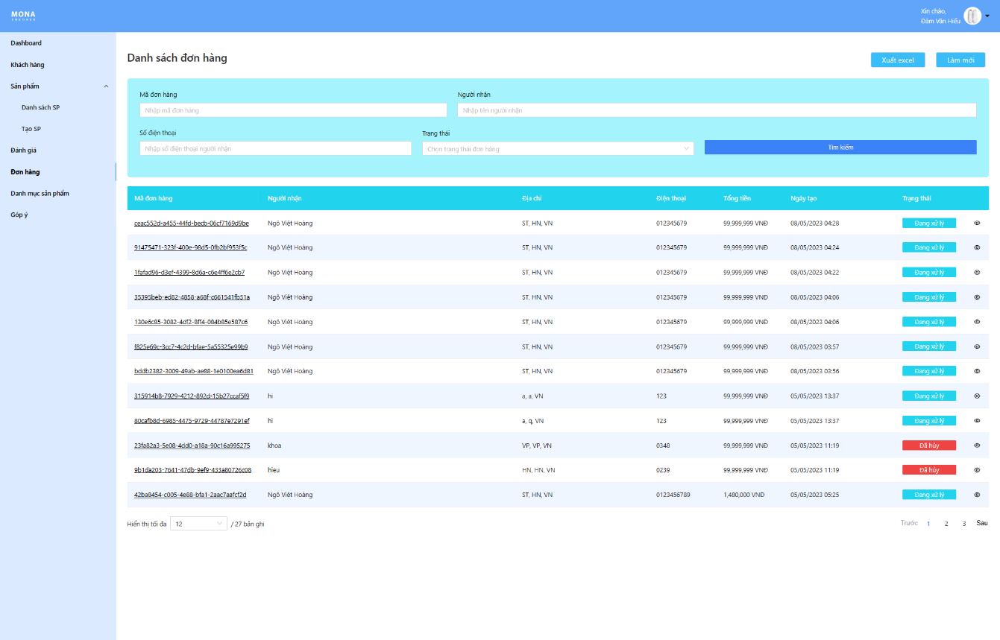 MONA
Xin chào,
Đàm Văn Hiếu
Dashboard
Khách hàng
Sản phẩm
Danh sách SP
Tạo SP
Đánh giá
Đơn hàng
Danh mục sản phẩm
Góp ý
Danh sách đơn hàng
Xuất excel
Làm mới
Mã đơn hàng
Người nhận
Nhập mã đơn hàng
Nhập tên người nhận
Số điện thoại
Trạng thái
Nhập số điện thoại người nhận
Chọn trạng thái đơn hàng
Tìm kiếm
Mã đơn hàng Người nhận Địa chỉ Điện thoại Tổng tiền Ngày tạo Trạng thái
ceac552d-a455-44fd-becb-06cf7169d9be Ngô Việt Hoàng ST, HN, VN 012345679 99,999,999 VNĐ 08/05/2023 04:28 Đang xử lý
91475471-323f-400e-98d5-0fb2bf953f5c Ngô Việt Hoàng ST, HN, VN 012345679 99,999,999 VNĐ 08/05/2023 04:24 Đang xử lý
1fafad96-d3ef-4399-8d6a-c6e4ff6e2cb7 Ngô Việt Hoàng ST, HN, VN 012345679 99,999,999 VNĐ 08/05/2023 04:22 Đang xử lý
35395beb-ed82-4858-a68f-c661541fb51a Ngô Việt Hoàng ST, HN, VN 012345679 99,999,999 VNĐ 08/05/2023 04:06 Đang xử lý
130e6c85-3082-4df2-8ff4-084b85e587c6 Ngô Việt Hoàng ST, HN, VN 012345679 99,999,999 VNĐ 08/05/2023 04:06 Đang xử lý
f825e69c-3cc7-4c2d-bfae-5a55325e99b9 Ngô Việt Hoàng ST, HN, VN 012345679 99,999,999 VNĐ 08/05/2023 03:57 Đang xử lý
bddb2382-3009-49ab-ae88-1e0100ea6d81 Ngô Việt Hoàng ST, HN, VN 012345679 99,999,999 VNĐ 08/05/2023 03:56 Đang xử lý
315914b8-7929-4212-892d-15b27ccaf5f9 hi a, a, VN 123 99,999,999 VNĐ 05/05/2023 13:37 Đang xử lý
80cafb8d-6985-4475-9729-44787e7291ef hi a, q, VN 123 99,999,999 VNĐ 05/05/2023 13:37 Đang xử lý
23fa82a3-5e08-4dd0-a18a-90c16a995275 khoa VP, VP, VN 0348 99,999,999 VNĐ 05/05/2023 11:19 Đã hủy
9b1da203-7641-47db-9ef9-433a80726c08 hieu HN, HN, VN 0239 99,999,999 VNĐ 05/05/2023 11:19 Đã hủy
42ba8454-c005-4e88-bfa1-2aac7aafcf2d Ngô Việt Hoàng ST, HN, VN 0123456789 1,480,000 VNĐ 05/05/2023 05:25 Đang xử lý
Hiển thị tối đa 12 / 27 bản ghi
Trước 1 2 3 Sau